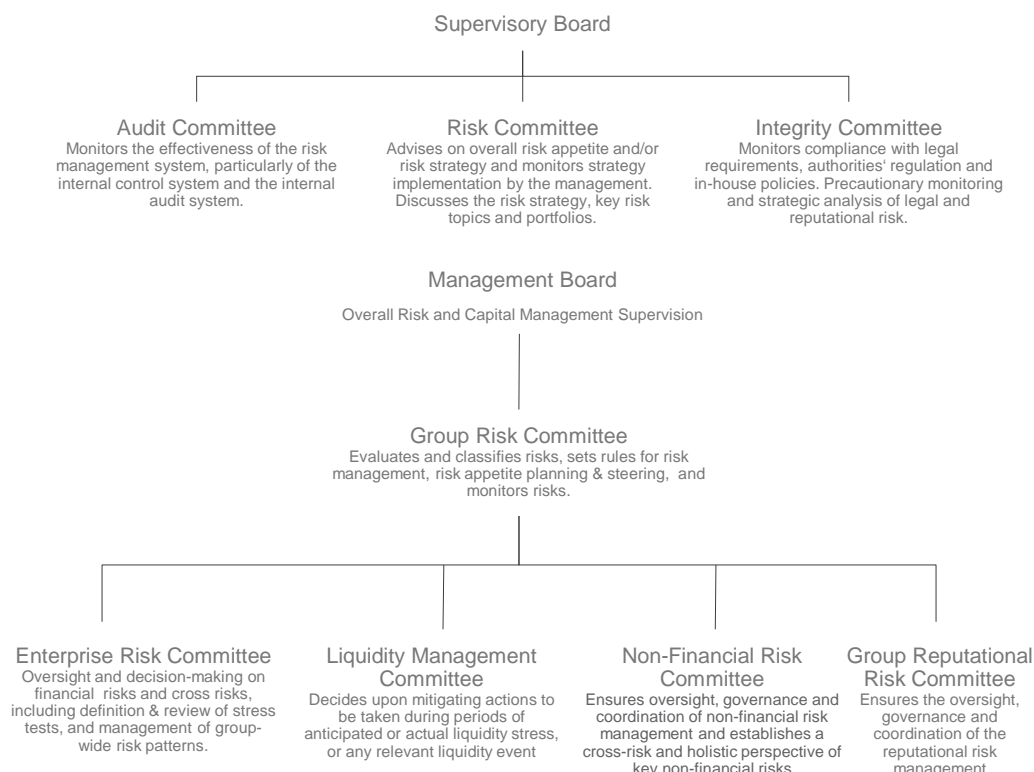 Supervisory Board
Audit Committee
Monitors the effectiveness of the risk
management system, particularly of the
internal control system and the internal
audit system.
Risk Committee
Advises on overall risk appetite and/or
risk strategy and monitors strategy
implementation by the management.
Discusses the risk strategy, key risk
topics and portfolios.
Integrity Committee
Monitors compliance with legal
requirements, authorities‘ regulation and
in-house policies. Precautionary monitoring
and strategic analysis of legal and
reputational risk.
Management Board
Overall Risk and Capital Management Supervision
Group Risk Committee
Evaluates and classifies risks, sets rules for risk
management, risk appetite planning & steering, and
monitors risks.
Enterprise Risk Committee
Oversight and decision-making on
financial risks and cross risks,
including definition & review of stress
tests, and management of group-
wide risk patterns.
Liquidity Management
Committee
Decides upon mitigating actions to
be taken during periods of
anticipated or actual liquidity stress,
or any relevant liquidity event
Non-Financial Risk
Committee
Ensures oversight, governance and
coordination of non-financial risk
management and establishes a
cross-risk and holistic perspective of
key non-financial risks
Group Reputational
Risk Committee
Ensures the oversight,
governance and
coordination of the
reputational risk
management